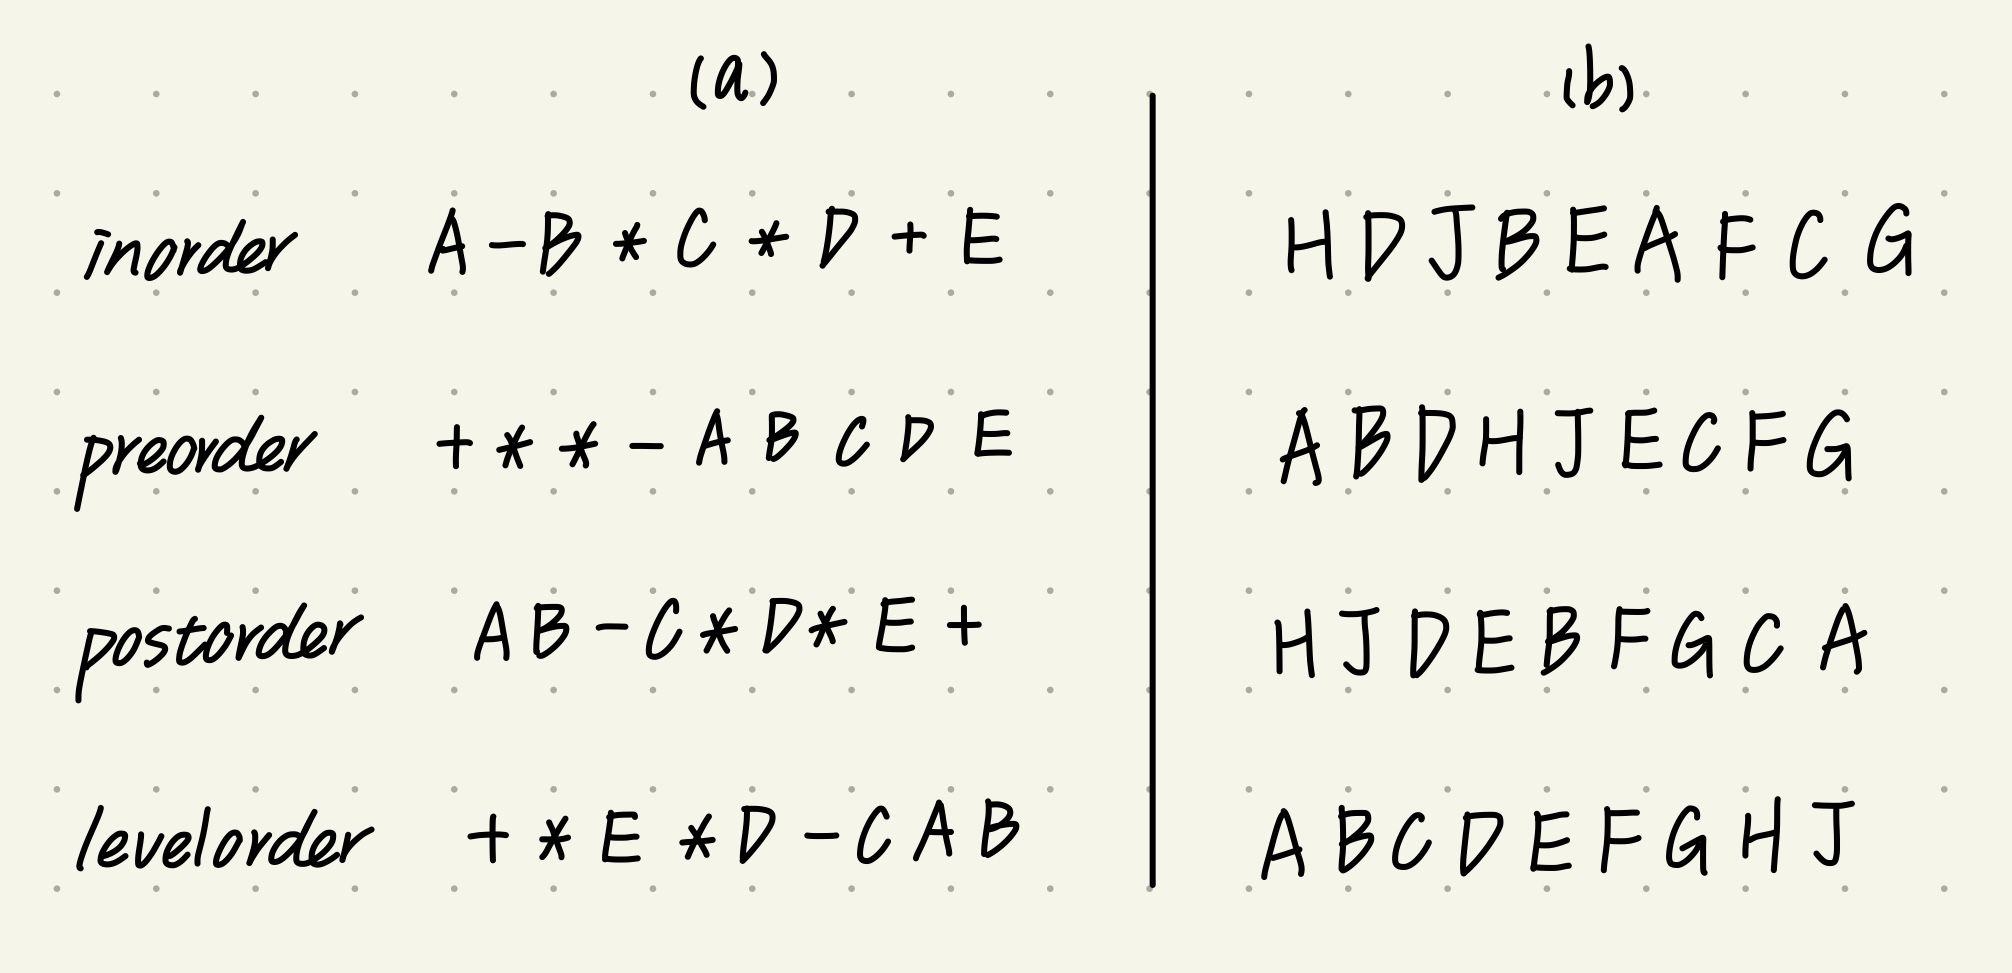 (a) (b)
inorder A - B * C * D + E H D J B E A F C G
preorder + * * - A B C D E A B D H J E C F G
postorder A B - C * D * E + H J D E B F G C A
levelorder + * E * D - C A B A B C D E F G H J